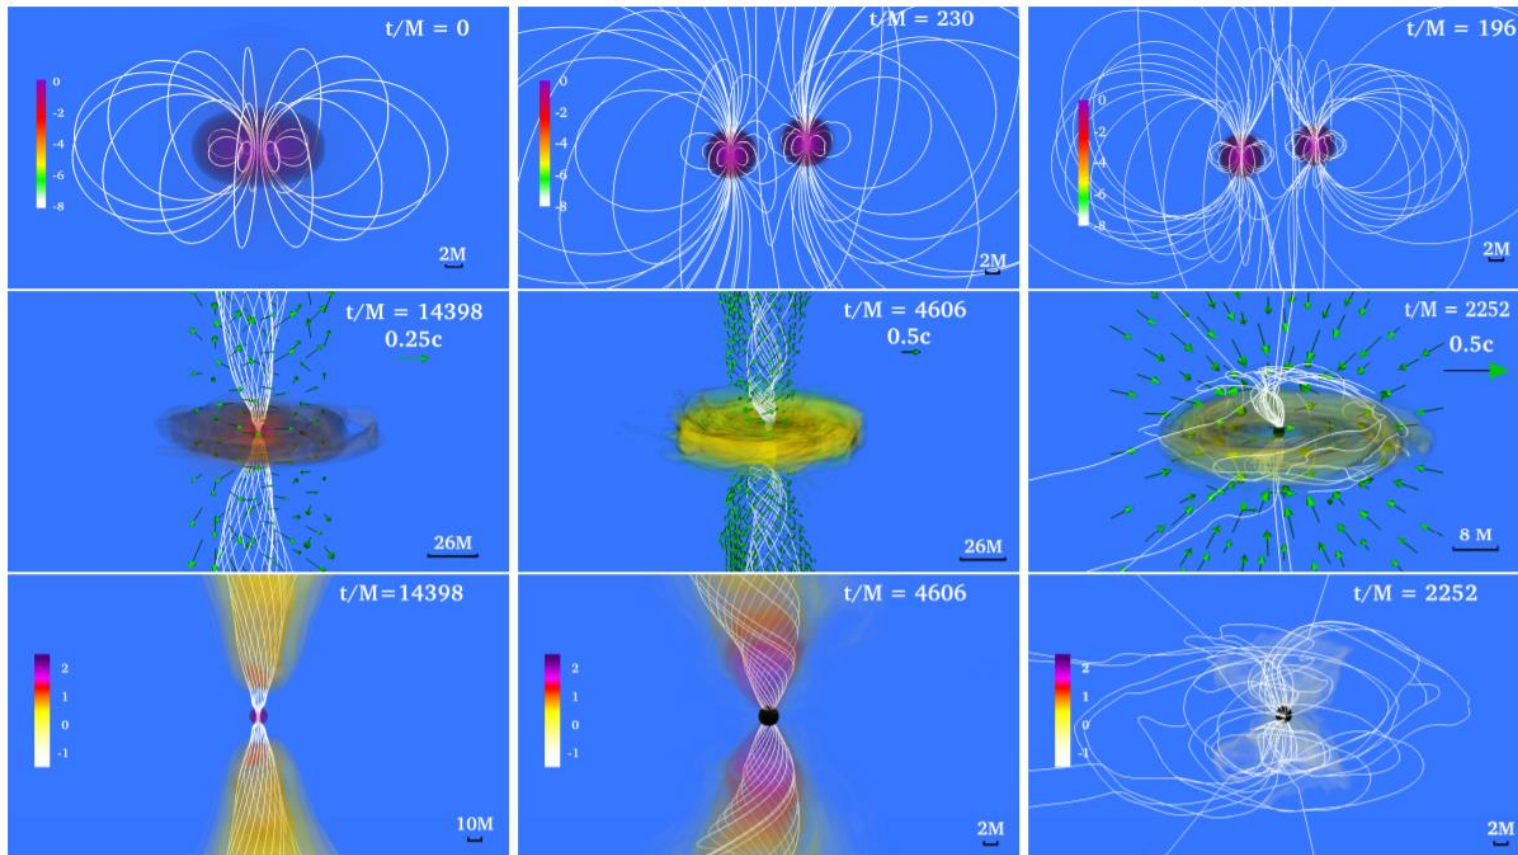 t/M = 0
0
-2
-4
-6
-8
2M
t/M = 230
0
-2
-4
-6
-8
2M
t/M = 196
0
-2
-4
-6
-8
2M
t/M = 14398
0.25c
26M
t/M = 4606
0.5c
26M
t/M = 2252
0.5c
8 M
t/M=14398
2
1
0
-1
10M
t/M = 4606
2
1
0
-1
2M
t/M = 2252
2
1
0
-1
2M